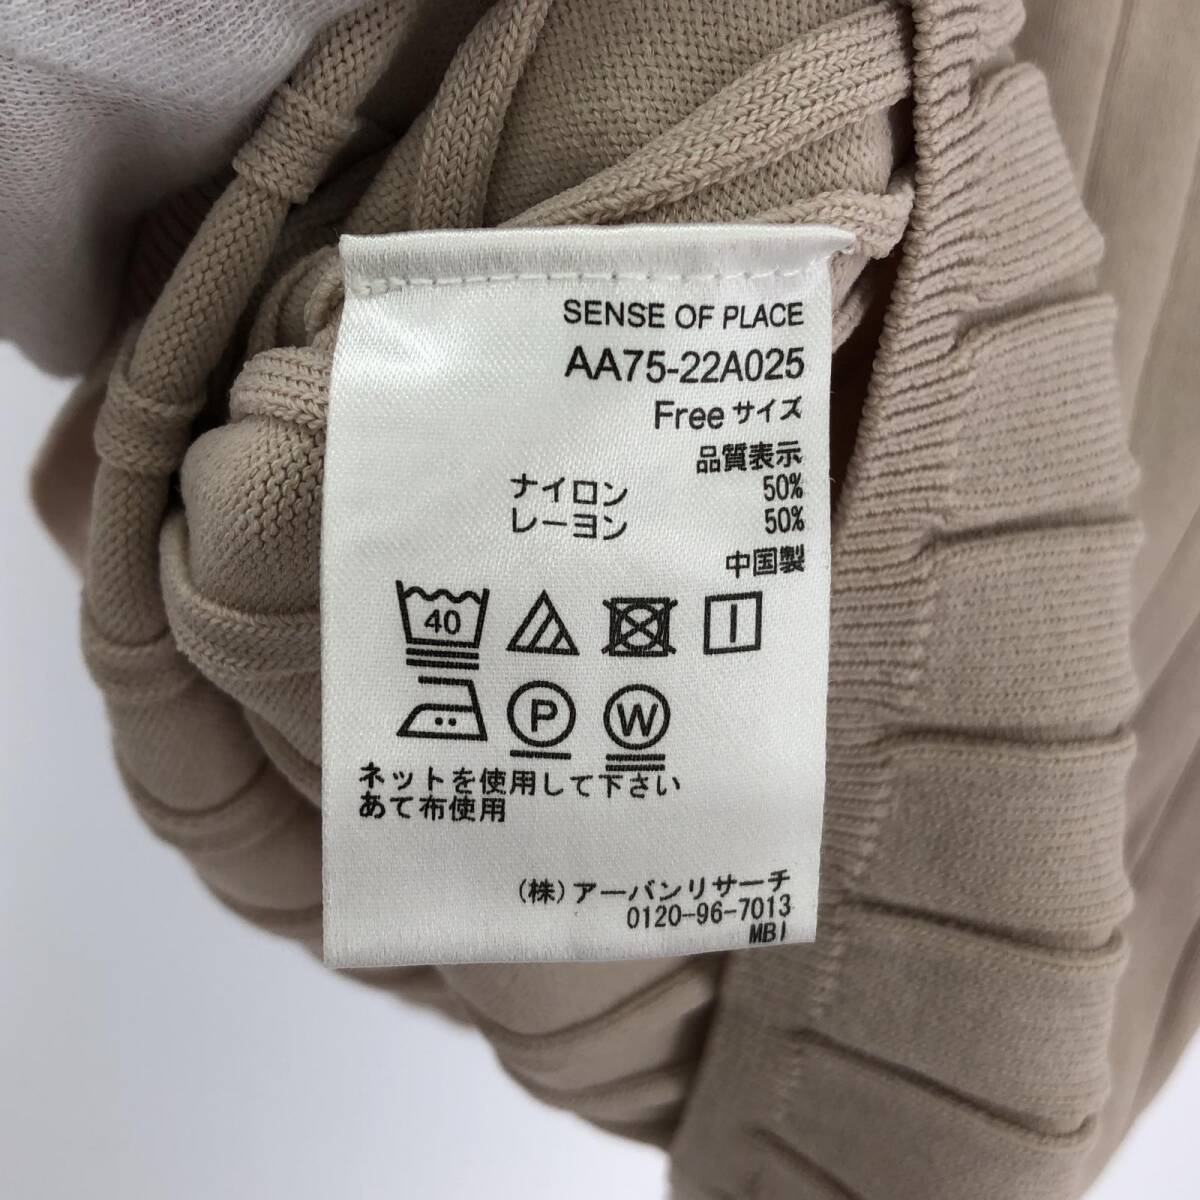 SENSE OF PLACE
AA75-22A025
Free サイズ
品質表示
ナイロン 50%
レーヨン 50%
中国製
40
P W
ネットを使用して下さい
あて布使用
(株)アーバンリサーチ
0120-96-7013
MBI